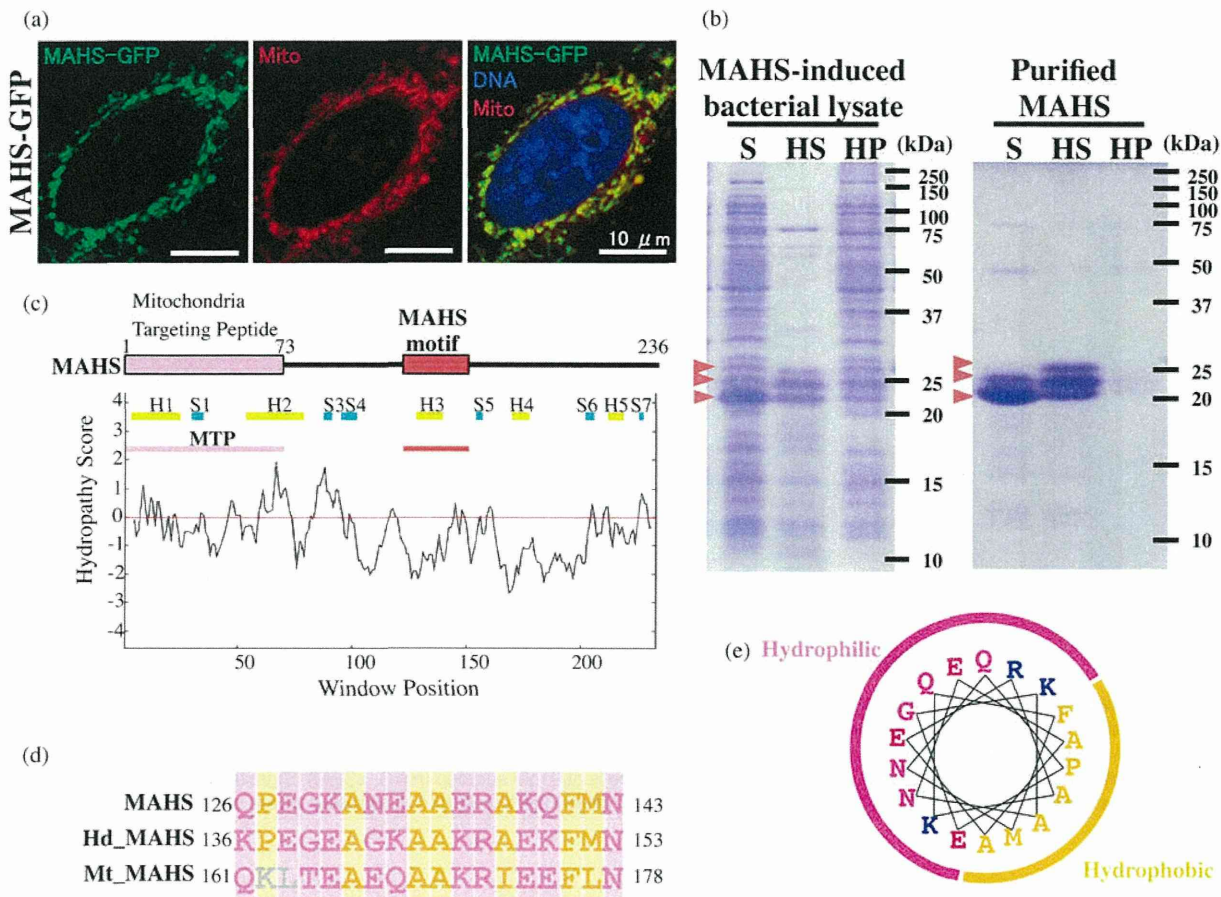 (a)
MAHS-GFP
MAHS-GFP
Mito
MAHS-GFP
DNA
Mito
10 μm
(b)
MAHS-induced
bacterial lysate
S HS HP (kDa)
250
150
100
75
50
37
25
20
15
10
Purified
MAHS
S HS HP (kDa)
250
150
100
75
50
37
25
20
15
10
(c)
Mitochondria
Targeting Peptide
MAHS
motif
1 73 236
MAHS
H1 S1 H2 S3 S4 H3 S5 H4 S6 H5 S7
MTP
4
3
2
1
0
-1
-2
-3
-4
Hydropathy Score
50 100 150 200
Window Position
(d)
MAHS 126 QPEGKANEAAERAKQFMN 143
Hd_MAHS 136 KPEGEAGKAAKRAEKFMN 153
Mt_MAHS 161 QKLTEAEQAAKRIEEFLN 178
(e)
Hydrophilic
Q R K F A P A A M A E K N N E G Q E
Hydrophobic